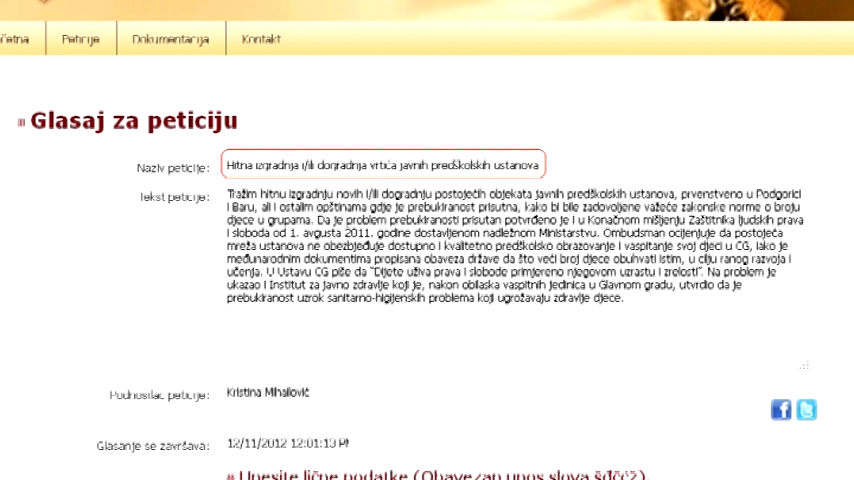 četna Peticije Dokumentacija Kontakt
Glasaj za peticiju
Naziv peticije: Hitna izgradnja i/ili dogradnja vrtića javnih predškolskih ustanova
Tekst peticije: Tražim hitnu izgradnju novih i/ili dogradnju postojećih objekata javnih predškolskih ustanova, prvenstveno u Podgorici
i Baru, ali i ostalim opštinama gdje je prebukiranost prisutna, kako bi bile zadovoljene važeće zakonske norme o broju
djece u grupama. Da je problem prebukiranosti prisutan potvrđeno je i u Konačnom mišljenju Zaštitnika ljudskih prava
i sloboda od 1. avgusta 2011. godine dostavljenom nadležnom Ministarstvu. Ombudsman ocijenjuje da postojeća
mreža ustanova ne obezbjeđuje dostupno i kvalitetno predškolsko obrazovanje i vaspitanje svoj djeci u CG, iako je
međunarodnim dokumentima propisana obaveza države da što veći broj djece obuhvati istim, u cilju ranog razvoja i
učenja. U Ustavu CG piše da "Dijete uživa prava i slobode primjereno njegovom uzrastu i zrelosti". Na problem je
ukazao i Institut za javno zdravlje koji je, nakon obilaska vaspitnih jedinica u Glavnom gradu, utvrdio da je
prebukiranost uzrok sanitarno-higijenskih problema koji ugrožavaju zdravlje djece.
Podnosilac peticije: Kristina Mihailović
Glasanje se završava: 12/11/2012 12:01:13 PM
Unesite lične podatke (Obavezan unos slova šđčćž).